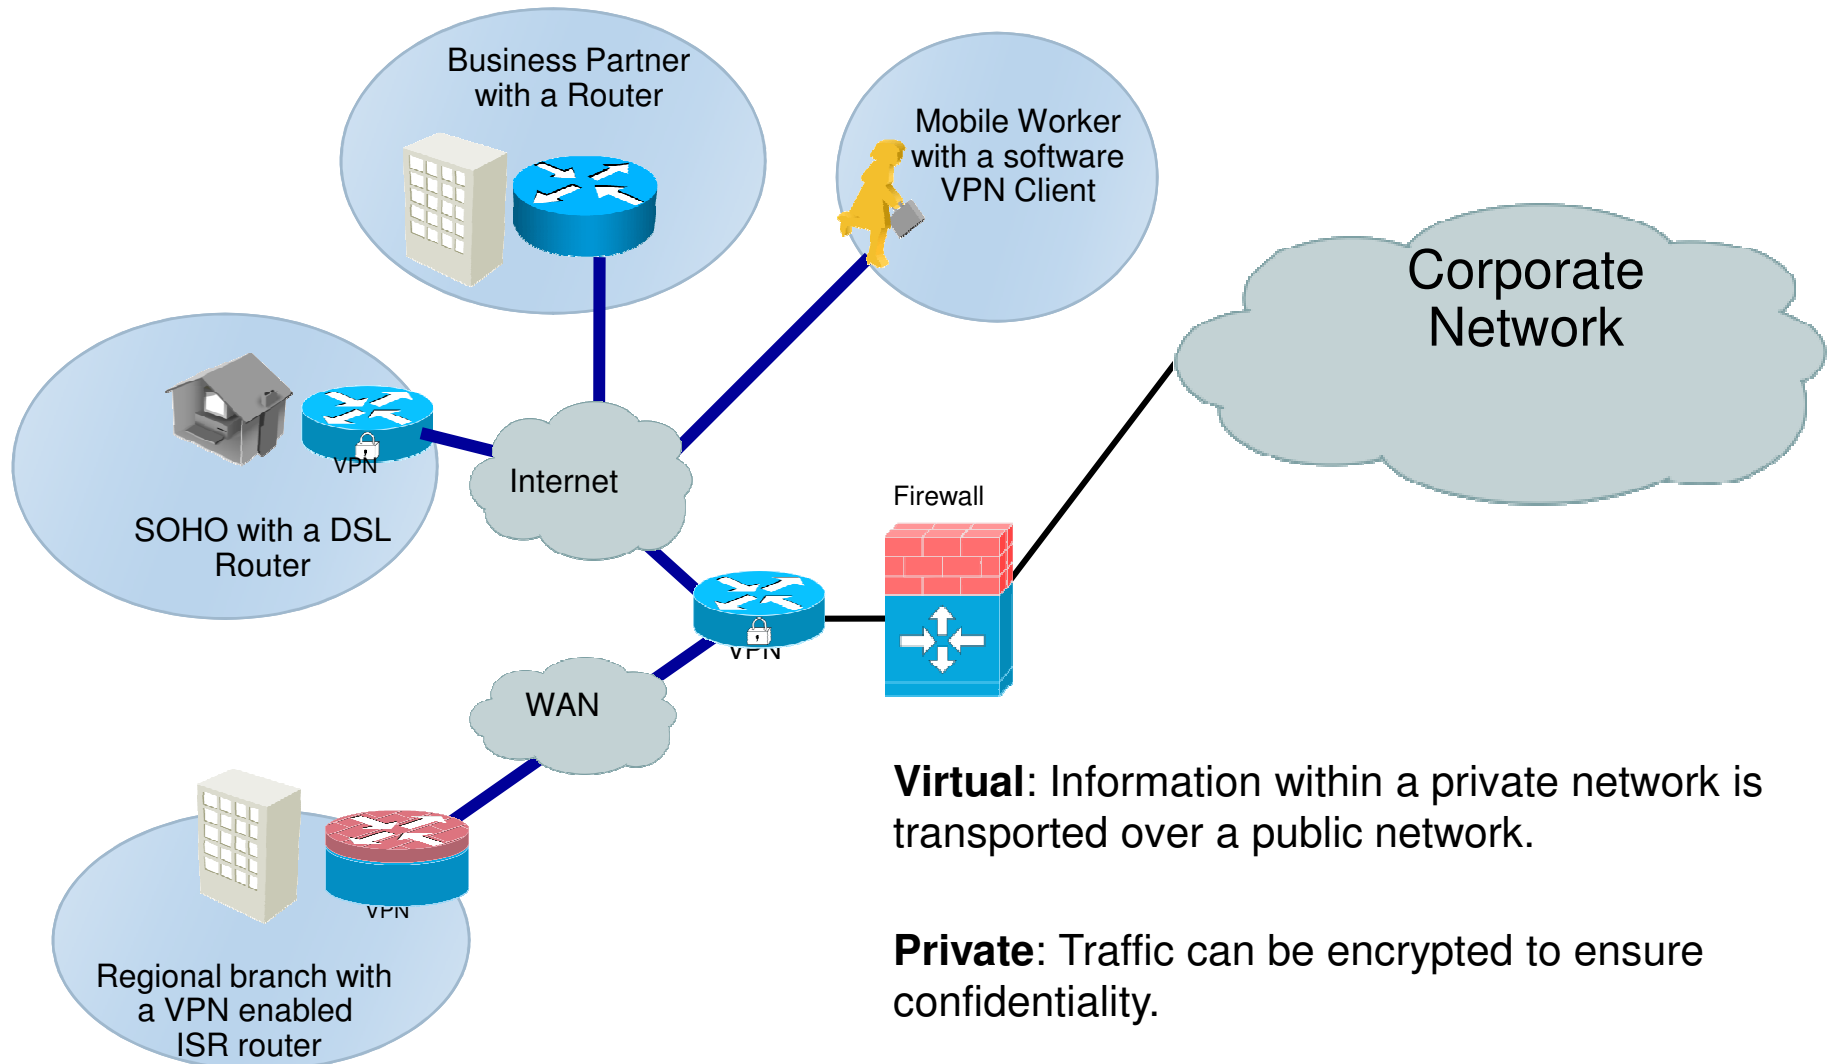 Business Partner
with a Router
Mobile Worker
with a software
VPN Client
Corporate
Network
VPN
SOHO with a DSL
Router
Internet
Firewall
VPN
WAN
VPN
Regional branch with
a VPN enabled
ISR router
Virtual: Information within a private network is
transported over a public network.
Private: Traffic can be encrypted to ensure
confidentiality.